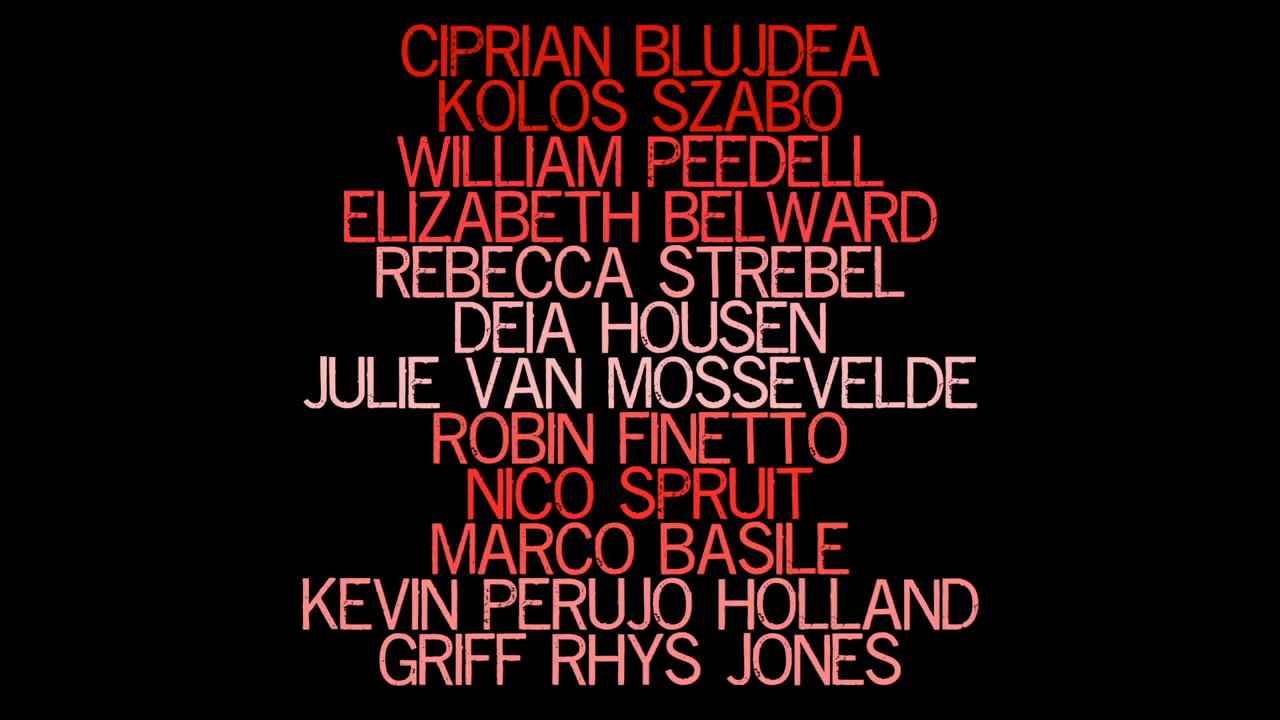 CIPRIAN BLUJDEA
KOLOS SZABO
WILLIAM PEEDELL
ELIZABETH BELWARD
REBECCA STREBEL
DEIA HOUSEN
JULIE VAN MOSSEVELDE
ROBIN FINETTO
NICO SPRUIT
MARCO BASILE
KEVIN PERUJO HOLLAND
GRIFF RHYS JONES